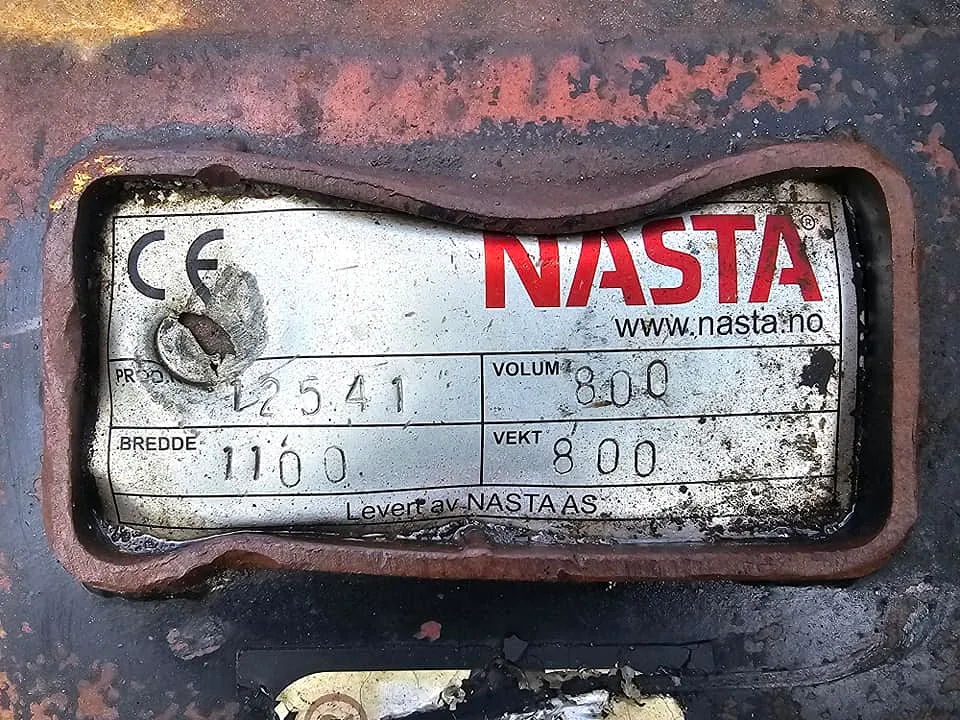 CE NASTA®
www.nasta.no
12541 VOLUM 800
BREDDE 1100 VEKT 800
Levert av NASTA AS